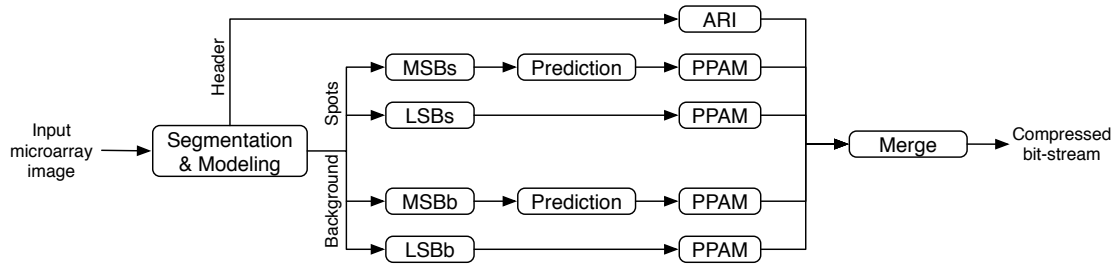 ARI
Header
MSBs
Prediction
PPAM
Spots
LSBs
PPAM
Input
microarray
image
Segmentation
& Modeling
Merge
Compressed
bit-stream
Background
MSBb
Prediction
PPAM
LSBb
PPAM